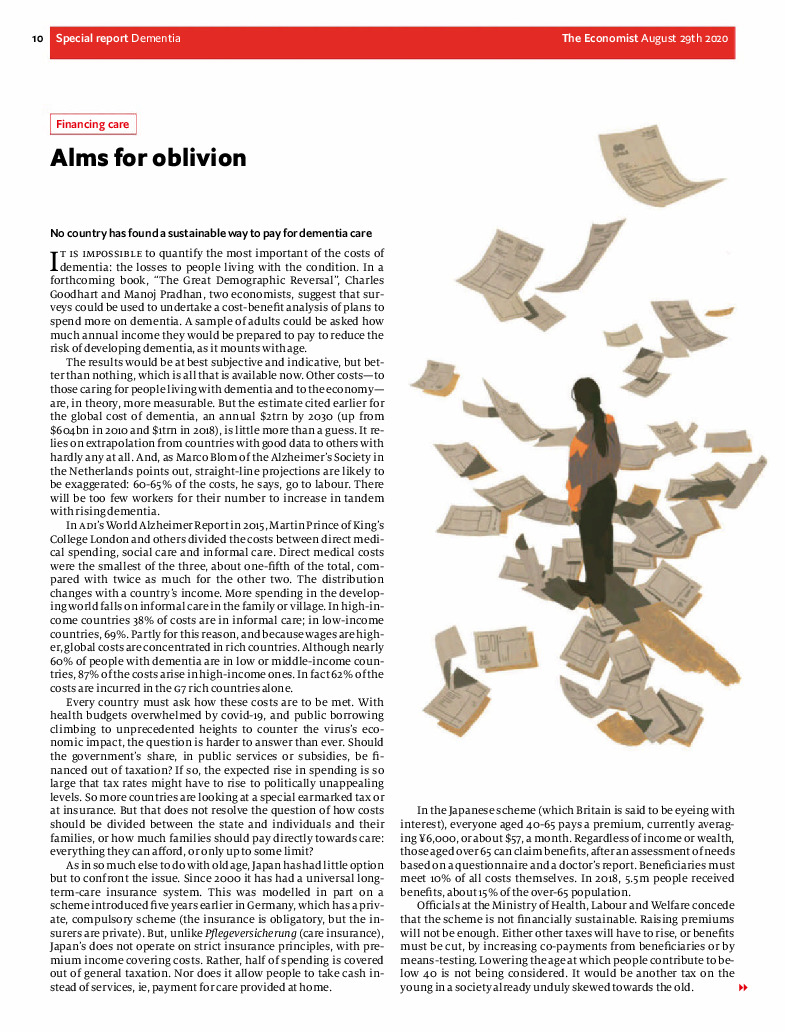 10 Special report Dementia The Economist August 29th 2020
Financing care
Alms for oblivion
No country has found a sustainable way to pay for dementia care
IT IS IMPOSSIBLE to quantify the most important of the costs of
dementia: the losses to people living with the condition. In a
forthcoming book, “The Great Demographic Reversal”, Charles
Goodhart and Manoj Pradhan, two economists, suggest that sur-
veys could be used to undertake a cost-benefit analysis of plans to
spend more on dementia. A sample of adults could be asked how
much annual income they would be prepared to pay to reduce the
risk of developing dementia, as it mounts with age.
The results would be at best subjective and indicative, but bet-
ter than nothing, which is all that is available now. Other costs—to
those caring for people living with dementia and to the economy—
are, in theory, more measurable. But the estimate cited earlier for
the global cost of dementia, an annual $2trn by 2030 (up from
$604bn in 2010 and $1trn in 2018), is little more than a guess. It re-
lies on extrapolation from countries with good data to others with
hardly any at all. And, as Marco Blom of the Alzheimer’s Society in
the Netherlands points out, straight-line projections are likely to
be exaggerated: 60-65% of the costs, he says, go to labour. There
will be too few workers for their number to increase in tandem
with rising dementia.
In ADI’s World Alzheimer Report in 2015, Martin Prince of King’s
College London and others divided the costs between direct medi-
cal spending, social care and informal care. Direct medical costs
were the smallest of the three, about one-fifth of the total, com-
pared with twice as much for the other two. The distribution
changes with a country’s income. More spending in the develop-
ing world falls on informal care in the family or village. In high-in-
come countries 38% of costs are in informal care; in low-income
countries, 69%. Partly for this reason, and because wages are high-
er, global costs are concentrated in rich countries. Although nearly
60% of people with dementia are in low or middle-income coun-
tries, 87% of the costs arise in high-income ones. In fact 62% of the
costs are incurred in the G7 rich countries alone.
Every country must ask how these costs are to be met. With
health budgets overwhelmed by covid-19, and public borrowing
climbing to unprecedented heights to counter the virus’s eco-
nomic impact, the question is harder to answer than ever. Should
the government’s share, in public services or subsidies, be fi-
nanced out of taxation? If so, the expected rise in spending is so
large that tax rates might have to rise to politically unappealing
levels. So more countries are looking at a special earmarked tax or
at insurance. But that does not resolve the question of how costs
should be divided between the state and individuals and their
families, or how much families should pay directly towards care:
everything they can afford, or only up to some limit?
As in so much else to do with old age, Japan has had little option
but to confront the issue. Since 2000 it has had a universal long-
term-care insurance system. This was modelled in part on a
scheme introduced five years earlier in Germany, which has a priv-
ate, compulsory scheme (the insurance is obligatory, but the in-
surers are private). But, unlike Pflegeversicherung (care insurance),
Japan’s does not operate on strict insurance principles, with pre-
mium income covering costs. Rather, half of spending is covered
out of general taxation. Nor does it allow people to take cash in-
stead of services, ie, payment for care provided at home.
In the Japanese scheme (which Britain is said to be eyeing with
interest), everyone aged 40-65 pays a premium, currently averag-
ing ¥6,000, or about $57, a month. Regardless of income or wealth,
those aged over 65 can claim benefits, after an assessment of needs
based on a questionnaire and a doctor’s report. Beneficiaries must
meet 10% of all costs themselves. In 2018, 5.5m people received
benefits, about 15% of the over-65 population.
Officials at the Ministry of Health, Labour and Welfare concede
that the scheme is not financially sustainable. Raising premiums
will not be enough. Either other taxes will have to rise, or benefits
must be cut, by increasing co-payments from beneficiaries or by
means-testing. Lowering the age at which people contribute to be-
low 40 is not being considered. It would be another tax on the
young in a society already unduly skewed towards the old.